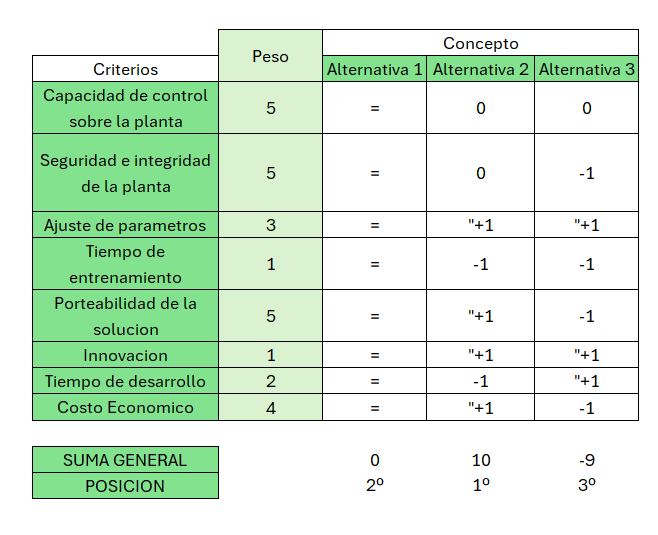 Peso Concepto
Criterios Alternativa 1 Alternativa 2 Alternativa 3
Capacidad de control
sobre la planta 5 = 0 0
Seguridad e integridad
de la planta 5 = 0 -1
Ajuste de parametros 3 = "+1 "+1
Tiempo de
entrenamiento 1 = -1 -1
Porteabilidad de la
solucion 5 = "+1 -1
Innovacion 1 = "+1 "+1
Tiempo de desarrollo 2 = -1 "+1
Costo Economico 4 = "+1 -1
SUMA GENERAL 0 10 -9
POSICION 2º 1º 3º